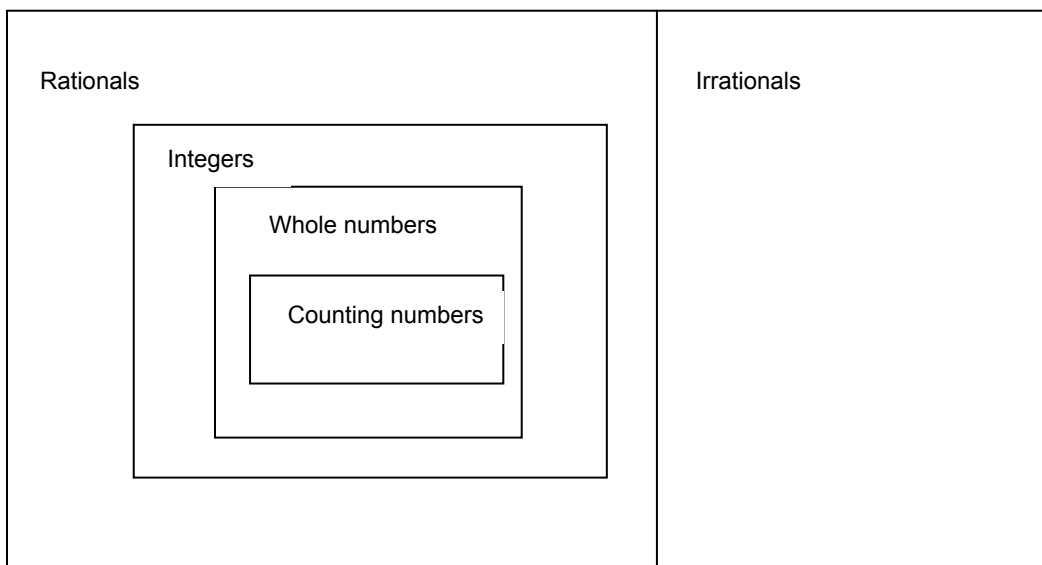 Rationals
Irrationals
Integers
Whole numbers
Counting numbers